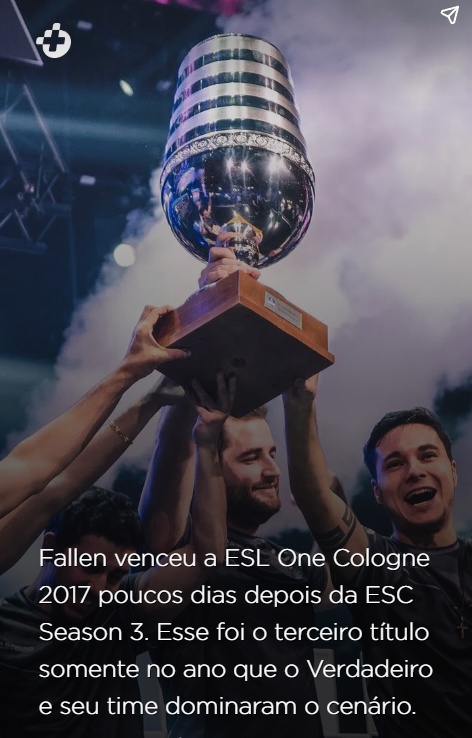 Fallen venceu a ESL One Cologne
2017 poucos dias depois da ESC
Season 3. Esse foi o terceiro título
somente no ano que o Verdadeiro
e seu time dominaram o cenário.